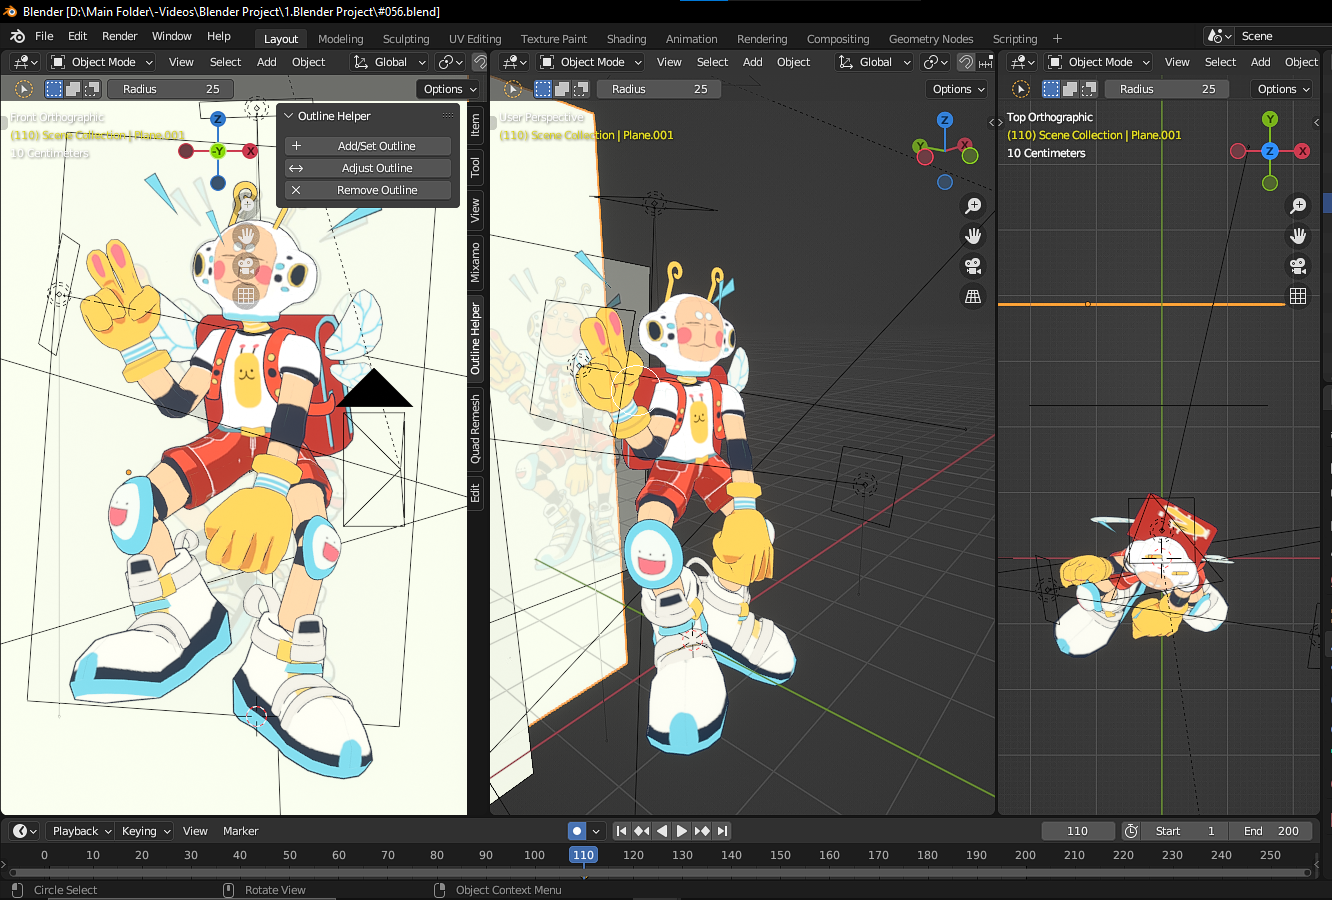 Blender [D:\Main Folder\-Videos\Blender Project\1.Blender Project\#056.blend]
File Edit Render Window Help Layout Modeling Sculpting UV Editing Texture Paint Shading Animation Rendering Compositing Geometry Nodes Scripting + Scene
Object Mode View Select Add Object Global
Object Mode View Select Add Object Global
Object Mode View Select Add Object
Radius 25 Options
Radius 25 Options
Radius 25 Options
Front Orthographic
(110) Scene Collection | Plane.001
10 Centimeters
Z
-Y
X
Outline Helper
Add/Set Outline
Adjust Outline
Remove Outline
Item
Tool
View
Mixamo
Outline Helper
Quad Remesh
Edit
User Perspective
(110) Scene Collection | Plane.001
Z
Y
X
Top Orthographic
(110) Scene Collection | Plane.001
10 Centimeters
Y
Z
X
Playback Keying View Marker 110 Start 1 End 200
0 10 20 30 40 50 60 70 80 90 100 110 120 130 140 150 160 170 180 190 200 210 220 230 240 250
Circle Select Rotate View Object Context Menu